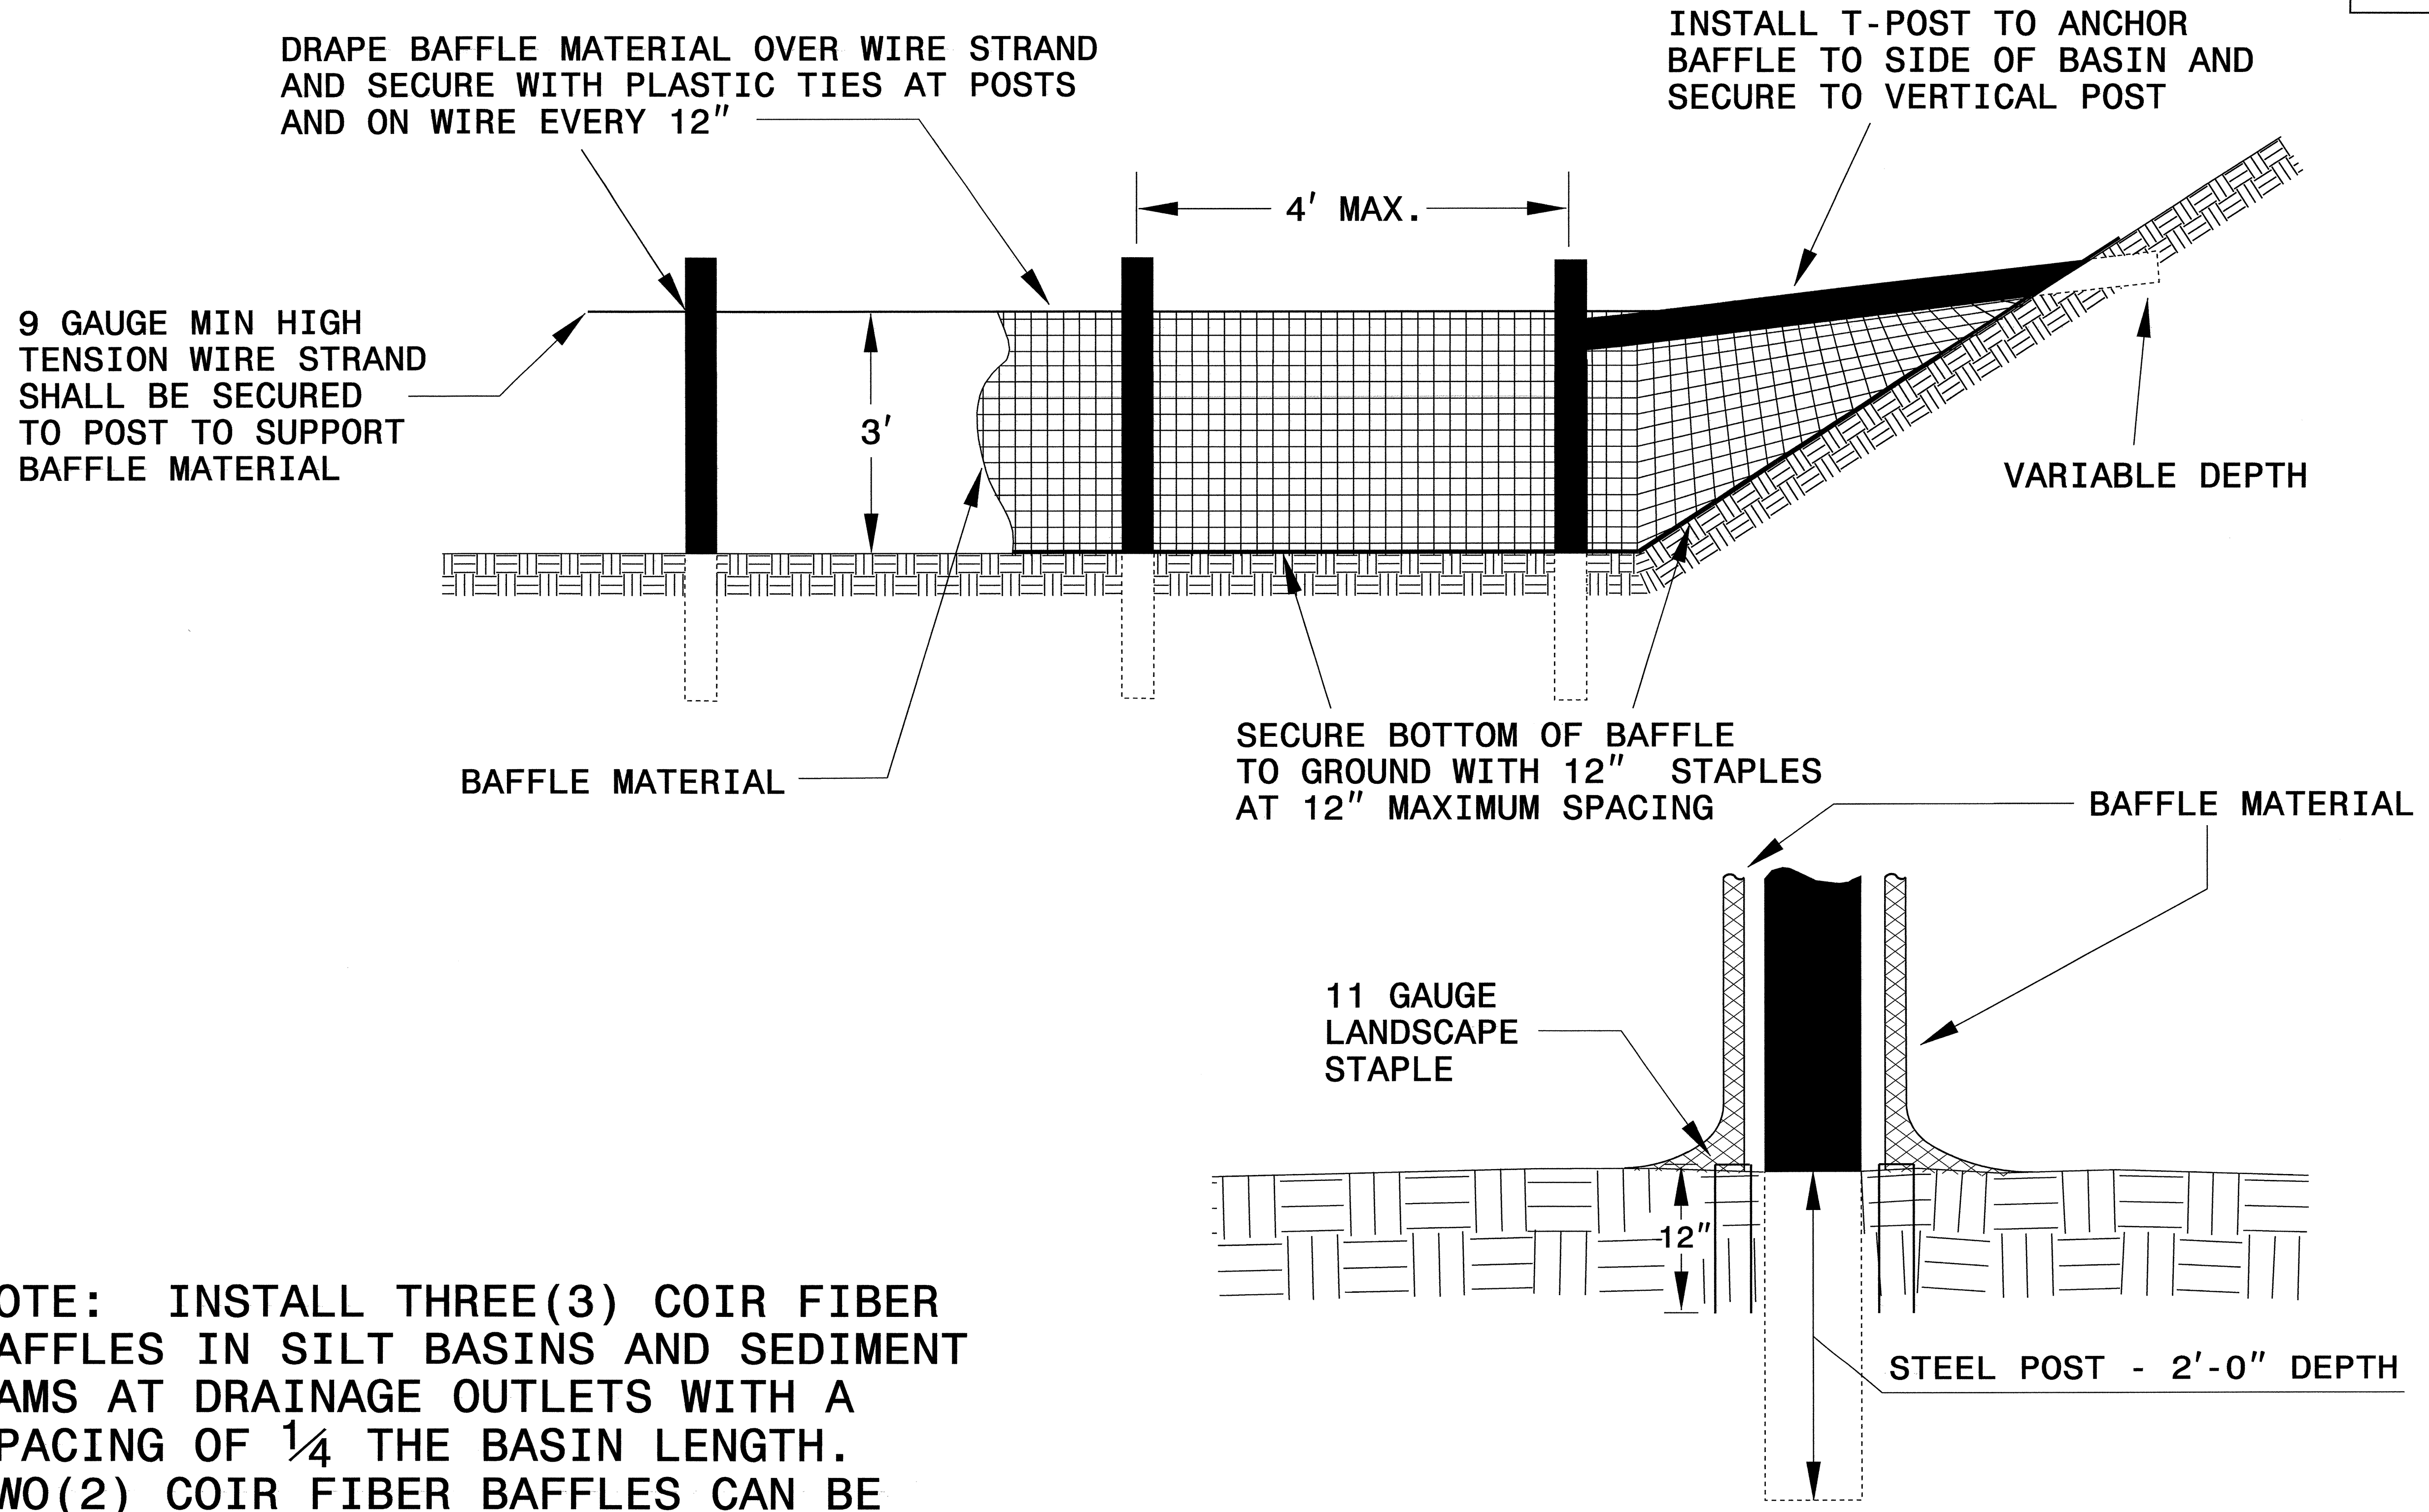 DRAPE BAFFLE MATERIAL OVER WIRE STRAND
AND SECURE WITH PLASTIC TIES AT POSTS
AND ON WIRE EVERY 12"
INSTALL T-POST TO ANCHOR
BAFFLE TO SIDE OF BASIN AND
SECURE TO VERTICAL POST
4' MAX.
9 GAUGE MIN HIGH
TENSION WIRE STRAND
SHALL BE SECURED
TO POST TO SUPPORT
BAFFLE MATERIAL
3'
VARIABLE DEPTH
BAFFLE MATERIAL
SECURE BOTTOM OF BAFFLE
TO GROUND WITH 12" STAPLES
AT 12" MAXIMUM SPACING
BAFFLE MATERIAL
11 GAUGE
LANDSCAPE
STAPLE
12"
STEEL POST - 2'-0" DEPTH
OTE: INSTALL THREE(3) COIR FIBER
AFFLES IN SILT BASINS AND SEDIMENT
AMS AT DRAINAGE OUTLETS WITH A
PACING OF 1/4 THE BASIN LENGTH.
WO(2) COIR FIBER BAFFLES CAN BE